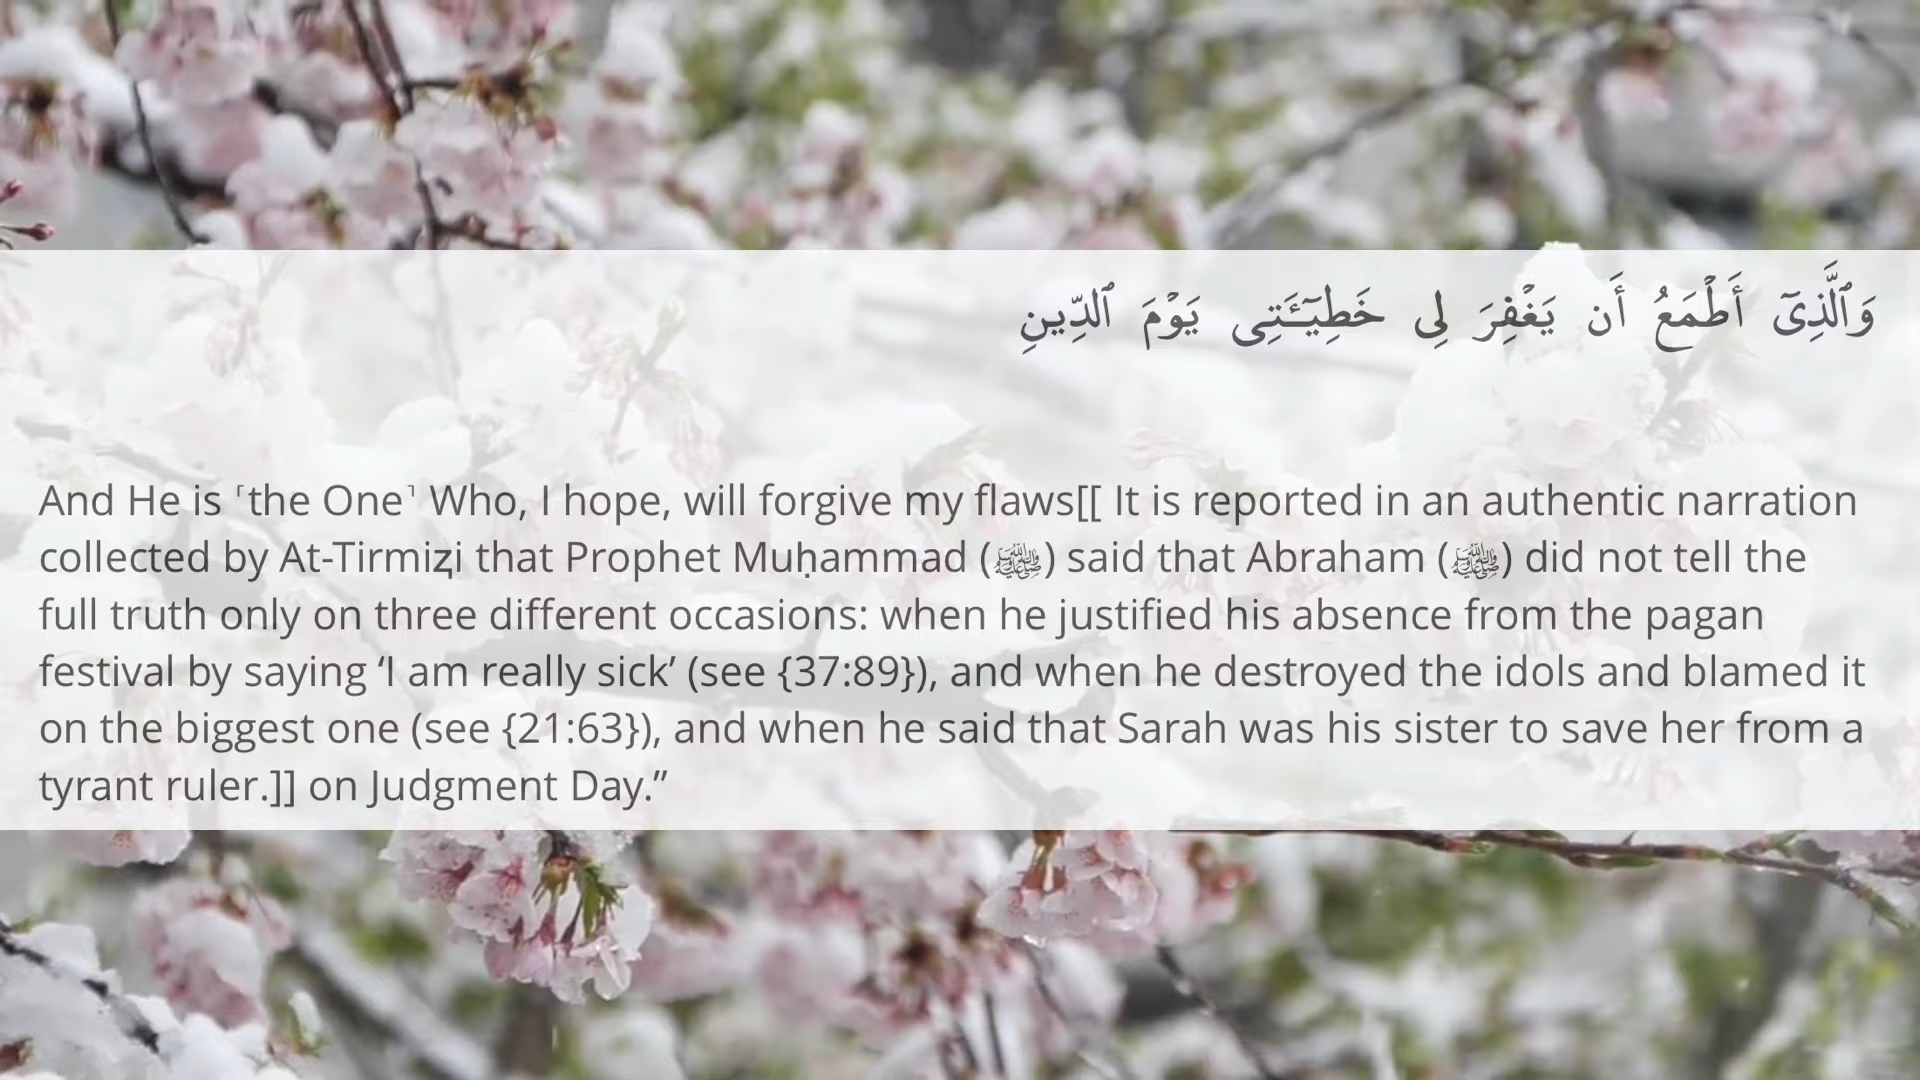 وَٱلَّذِىٓ أَطْمَعُ أَن يَغْفِرَ لِى خَطِيٓـَٔتِى يَوْمَ ٱلدِّينِ
And He is ˹the One˺ Who, I hope, will forgive my flaws[[ It is reported in an authentic narration
collected by At-Tirmiⱬi that Prophet Muḥammad (ﷺ) said that Abraham (ﷺ) did not tell the
full truth only on three different occasions: when he justified his absence from the pagan
festival by saying ‘I am really sick’ (see {37:89}), and when he destroyed the idols and blamed it
on the biggest one (see {21:63}), and when he said that Sarah was his sister to save her from a
tyrant ruler.]] on Judgment Day.”